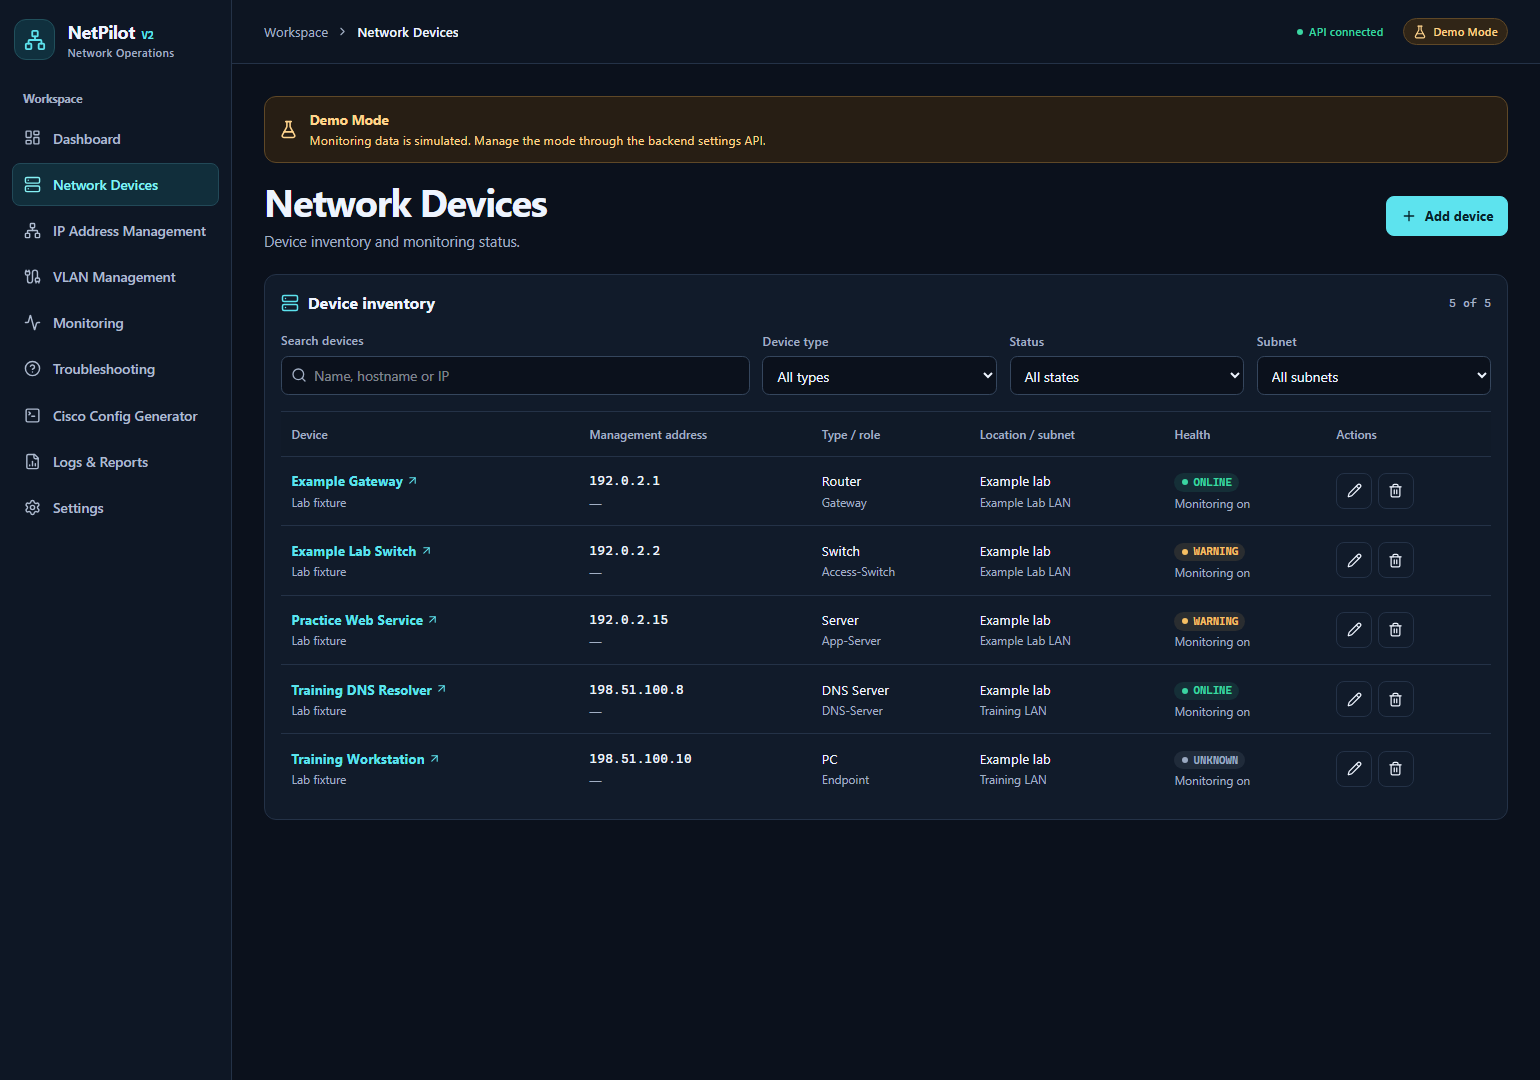 NetPilot V2
Network Operations
Workspace
Dashboard
Network Devices
IP Address Management
VLAN Management
Monitoring
Troubleshooting
Cisco Config Generator
Logs & Reports
Settings
Workspace > Network Devices
API connected
Demo Mode
Demo Mode
Monitoring data is simulated. Manage the mode through the backend settings API.
Network Devices
Device inventory and monitoring status.
+ Add device
Device inventory
5 of 5
Search devices
Device type
Status
Subnet
Name, hostname or IP
All types
All states
All subnets
Device Management address Type / role Location / subnet Health Actions
Example Gateway 192.0.2.1 Router Example lab ONLINE
Lab fixture — Gateway Example Lab LAN Monitoring on
Example Lab Switch 192.0.2.2 Switch Example lab WARNING
Lab fixture — Access-Switch Example Lab LAN Monitoring on
Practice Web Service 192.0.2.15 Server Example lab WARNING
Lab fixture — App-Server Example Lab LAN Monitoring on
Training DNS Resolver 198.51.100.8 DNS Server Example lab ONLINE
Lab fixture — DNS-Server Training LAN Monitoring on
Training Workstation 198.51.100.10 PC Example lab UNKNOWN
Lab fixture — Endpoint Training LAN Monitoring on